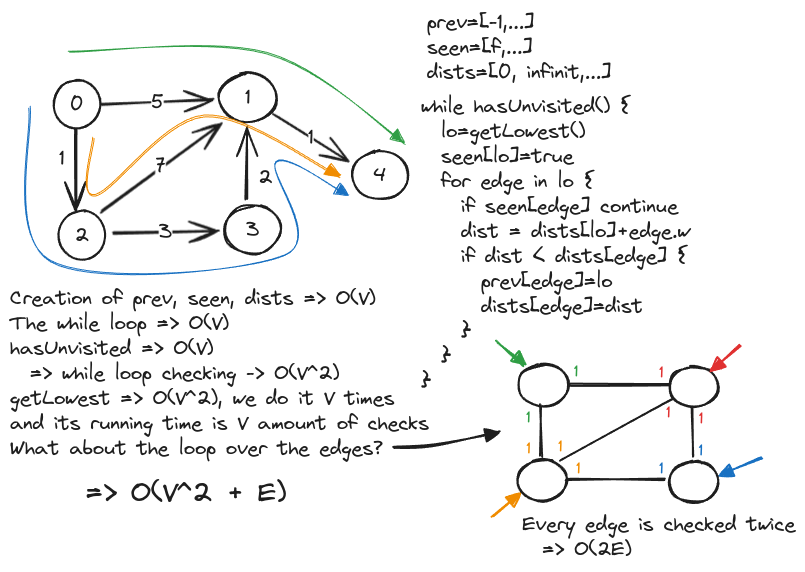 prev=[-1,...]
seen=[f,...]
dists=[0, infinit,...]
while hasUnvisited() {
lo=getLowest()
seen[lo]=true
for edge in lo {
if seen[edge] continue
dist = dists[lo]+edge.w
if dist < dists[edge] {
prev[edge]=lo
dists[edge]=dist
}
}
}
0
5
1
1
7
1
2
4
2
3
3
Creation of prev, seen, dists => O(V)
The while loop => O(V)
hasUnvisited => O(V)
=> while loop checking -> O(V^2)
getLowest => O(V^2), we do it V times
and its running time is V amount of checks
What about the loop over the edges?
=> O(V^2 + E)
1
1
1
1
1
1
1
1
1
1
Every edge is checked twice
=> O(2E)